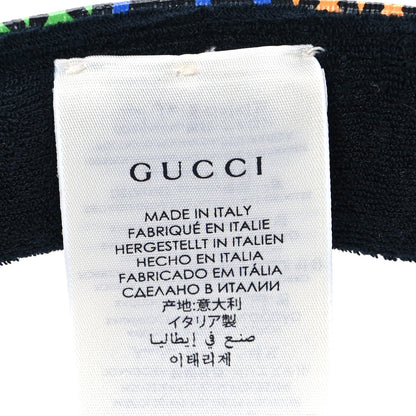 GUCCI
MADE IN ITALY
FABRIQUÉ EN ITALIE
HERGESTELLT IN ITALIEN
HECHO EN ITALIA
FABRICADO EM ITÁLIA
СДЕЛАНО В ИТАЛИИ
产地:意大利
イタリア製
صنع في إيطاليا
이태리제